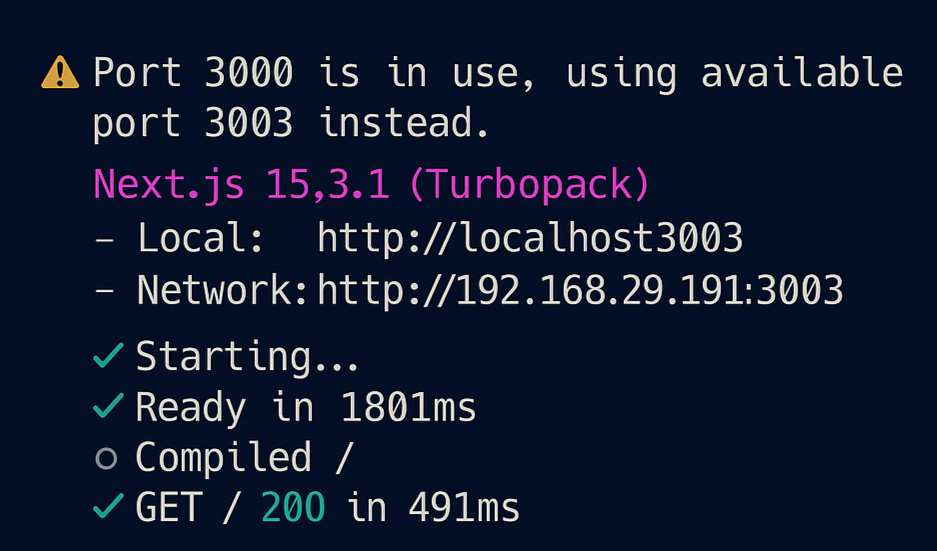 Port 3000 is in use, using available
port 3003 instead.
Next.js 15,3.1 (Turbopack)
– Local: http://localhost3003
– Network: http://192.168.29.191:3003
✓ Starting...
✓ Ready in 1801ms
○ Compiled /
✓ GET / 200 in 491ms